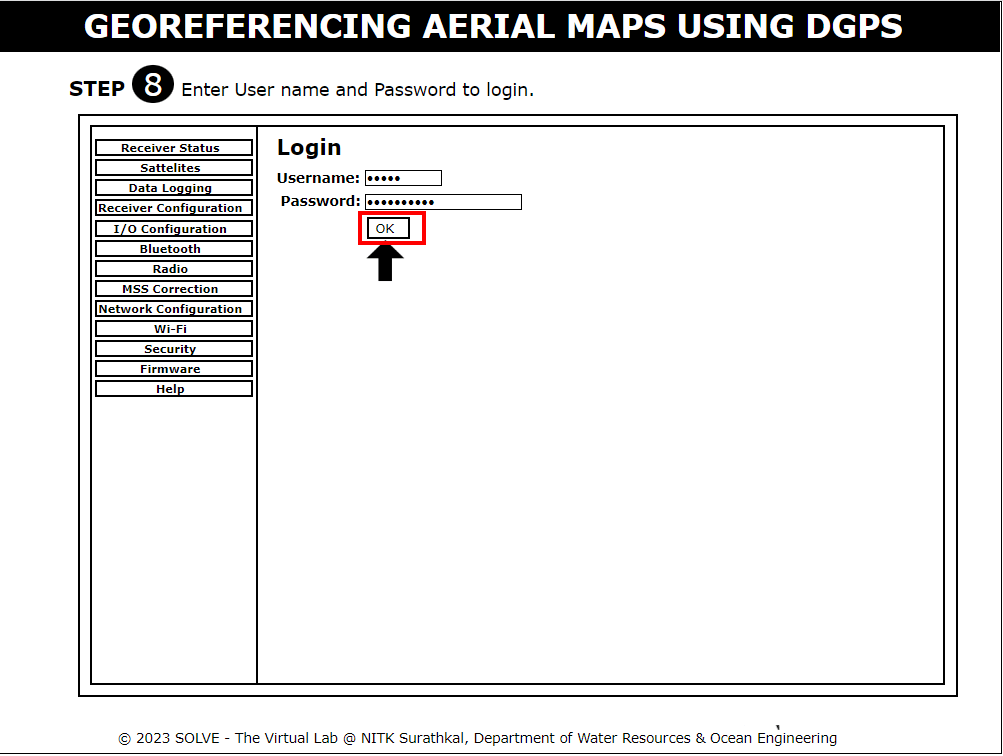 GEOREFERENCING AERIAL MAPS USING DGPS
STEP 8 Enter User name and Password to login.
Receiver Status
Sattelites
Data Logging
Receiver Configuration
I/O Configuration
Bluetooth
Radio
MSS Correction
Network Configuration
Wi-Fi
Security
Firmware
Help
Login
Username: •••••
Password: ••••••••••
OK
© 2023 SOLVE - The Virtual Lab @ NITK Surathkal, Department of Water Resources & Ocean Engineering